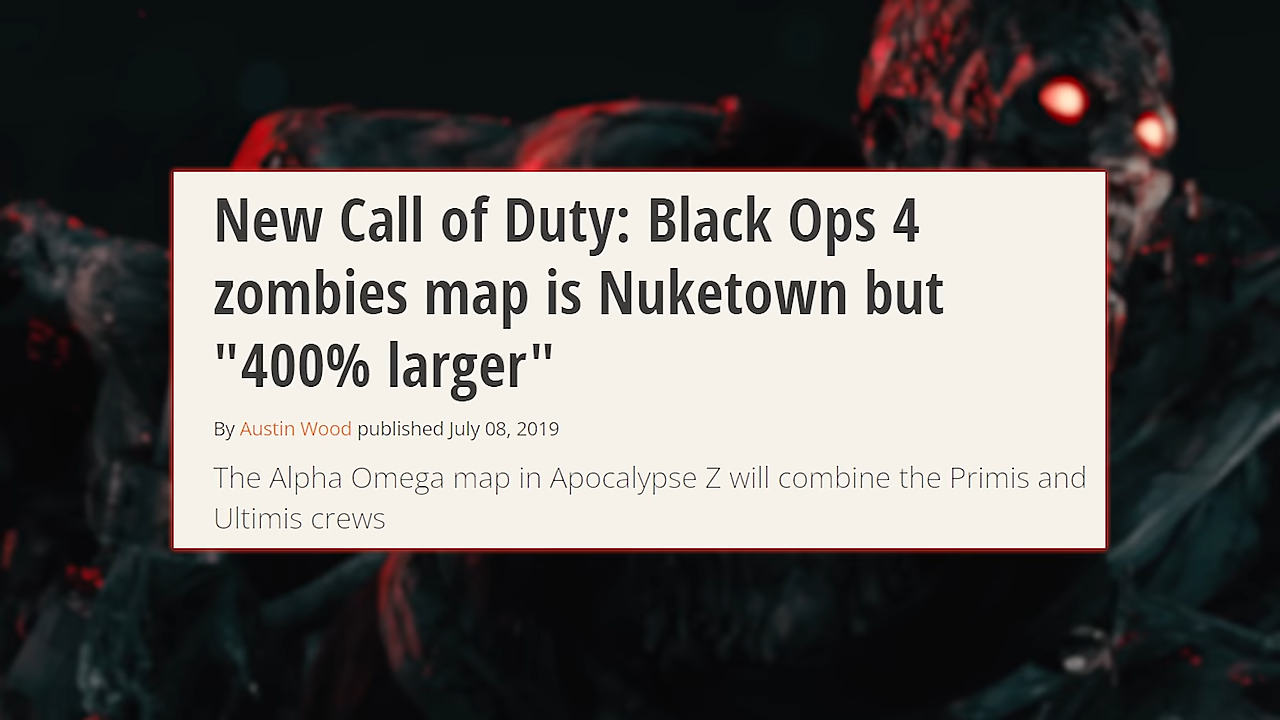 New Call of Duty: Black Ops 4
zombies map is Nuketown but
"400% larger"
By Austin Wood published July 08, 2019
The Alpha Omega map in Apocalypse Z will combine the Primis and
Ultimis crews